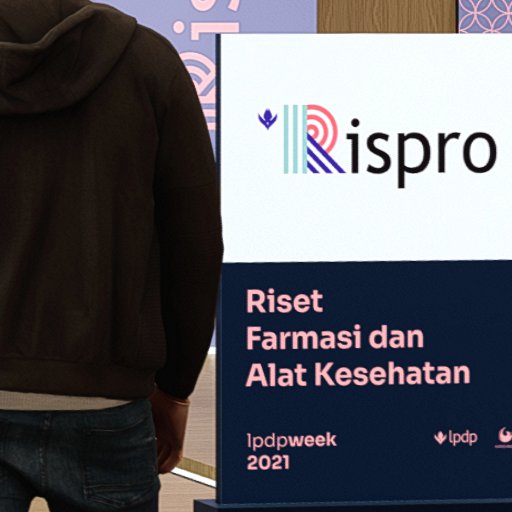 Rispro
Riset
Farmasi dan
Alat Kesehatan
lpdpweek
2021
lpdp